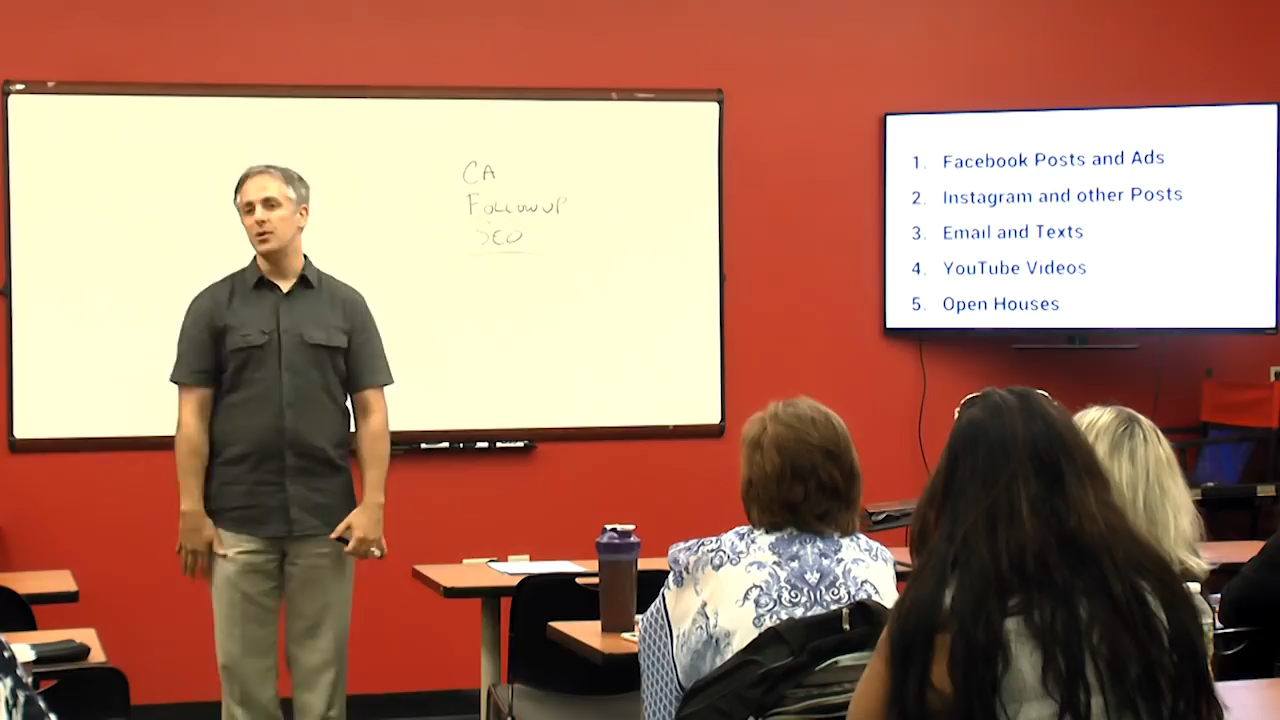 CA
FOLLOWUP
SEO
1. Facebook Posts and Ads
2. Instagram and other Posts
3. Email and Texts
4. YouTube Videos
5. Open Houses